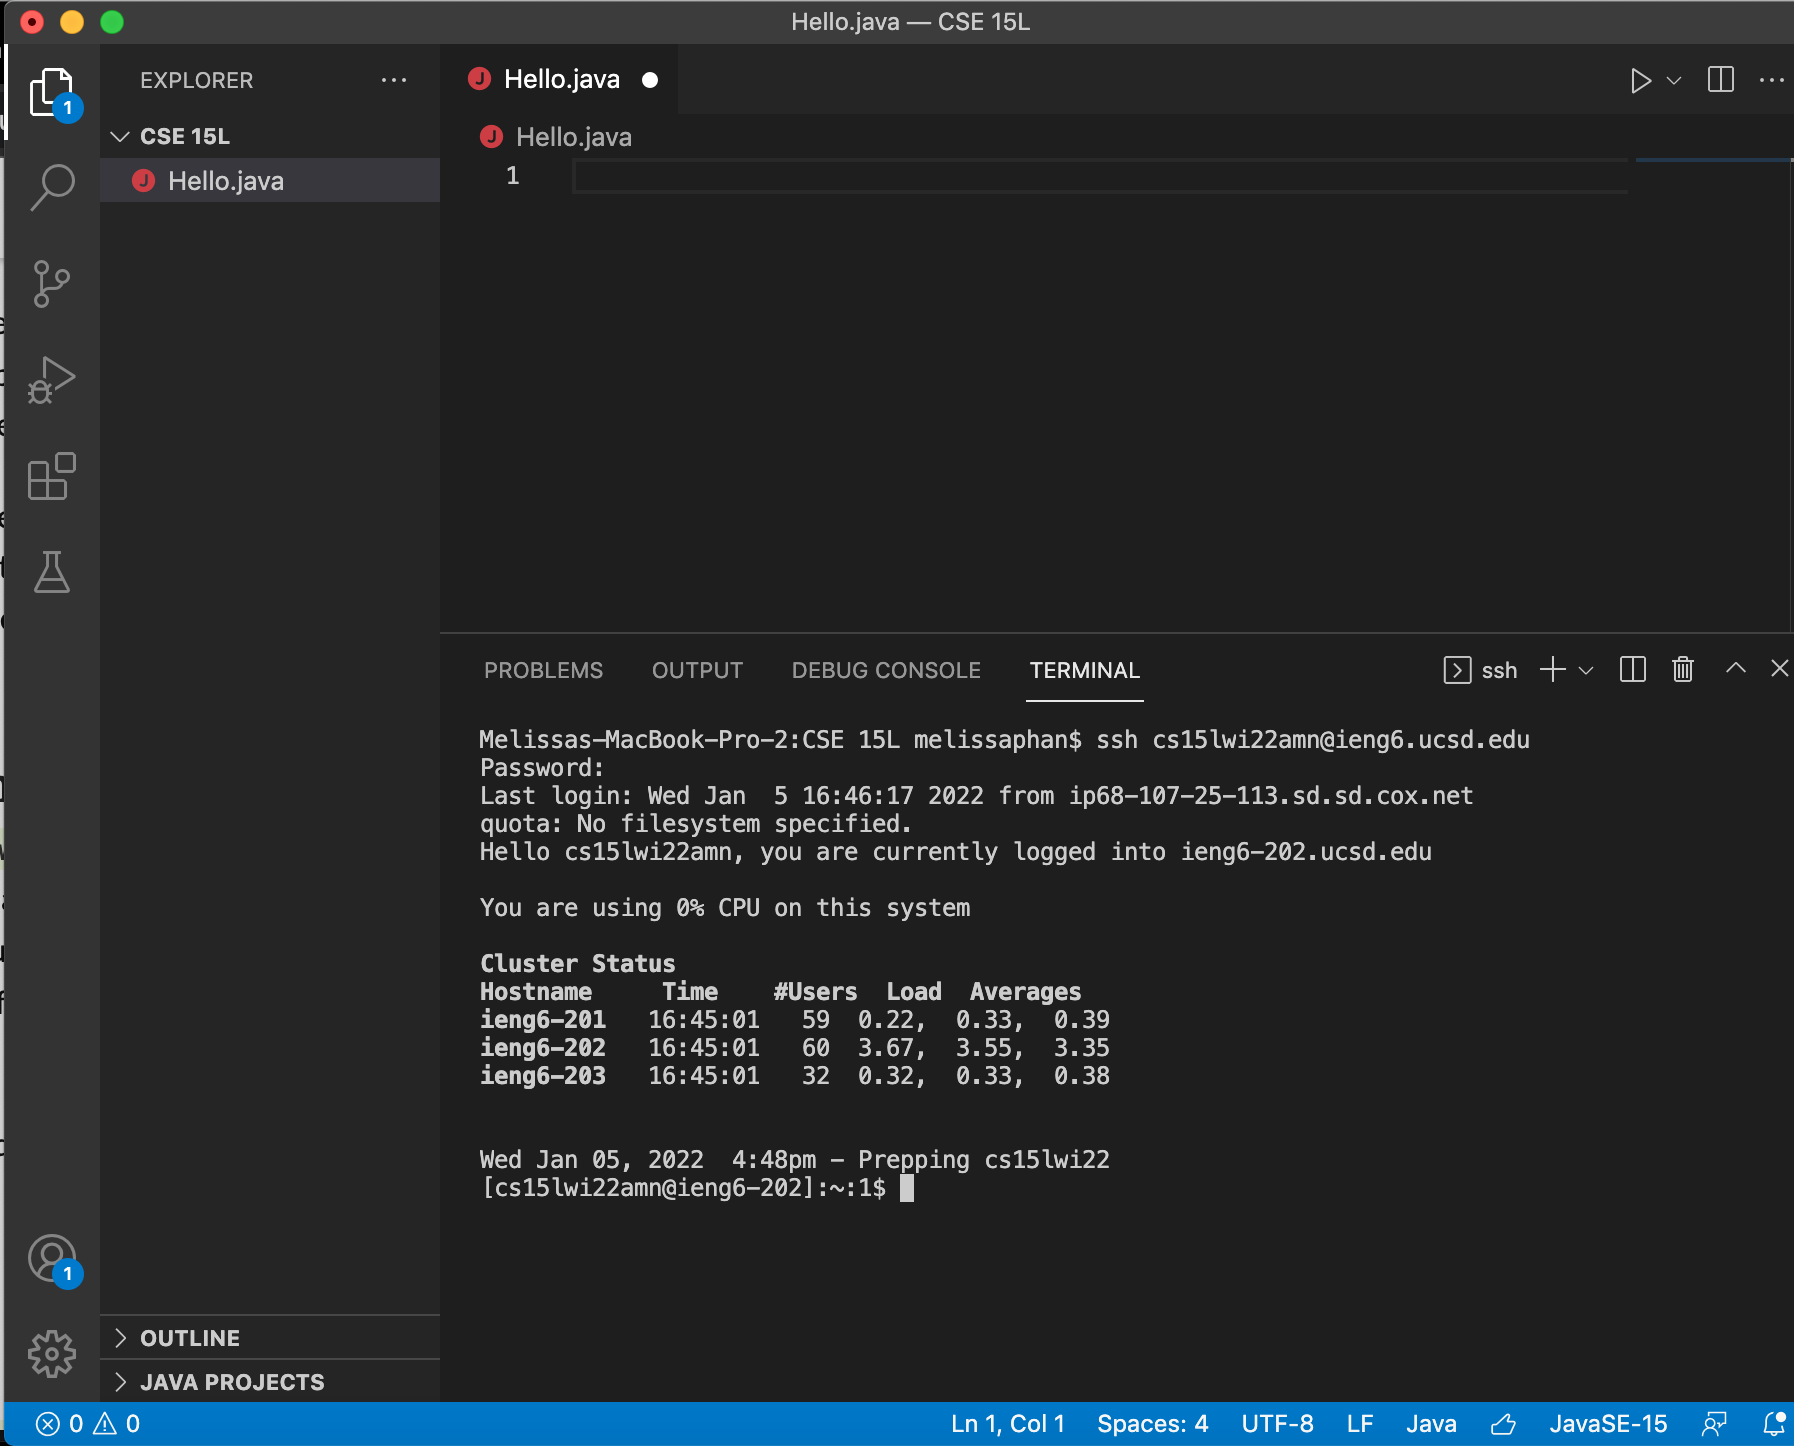 Hello.java — CSE 15L
1
EXPLORER
CSE 15L
J Hello.java
J Hello.java
J Hello.java
1
PROBLEMS OUTPUT DEBUG CONSOLE TERMINAL ssh
Melissas-MacBook-Pro-2:CSE 15L melissaphan$ ssh cs15lwi22amn@ieng6.ucsd.edu
Password:
Last login: Wed Jan  5 16:46:17 2022 from ip68-107-25-113.sd.sd.cox.net
quota: No filesystem specified.
Hello cs15lwi22amn, you are currently logged into ieng6-202.ucsd.edu
You are using 0% CPU on this system
Cluster Status
Hostname     Time    #Users  Load  Averages
ieng6-201   16:45:01   59  0.22,  0.33,  0.39
ieng6-202   16:45:01   60  3.67,  3.55,  3.35
ieng6-203   16:45:01   32  0.32,  0.33,  0.38
Wed Jan 05, 2022  4:48pm - Prepping cs15lwi22
[cs15lwi22amn@ieng6-202]:~:1$
1
OUTLINE
JAVA PROJECTS
0 0 Ln 1, Col 1 Spaces: 4 UTF-8 LF Java JavaSE-15